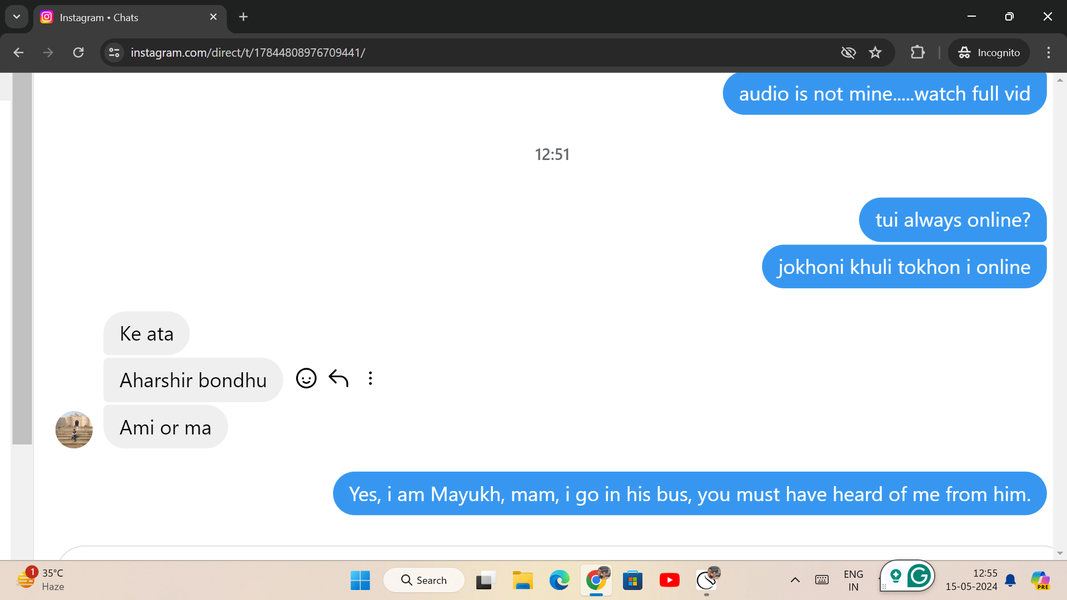 Instagram • Chats
instagram.com/direct/t/17844808976709441/
Incognito
audio is not mine.....watch full vid
12:51
tui always online?
jokhoni khuli tokhon i online
Ke ata
Aharshir bondhu
Ami or ma
Yes, i am Mayukh, mam, i go in his bus, you must have heard of me from him.
1
35°C
Haze
Search
ENG
IN
12:55
15-05-2024
PRE